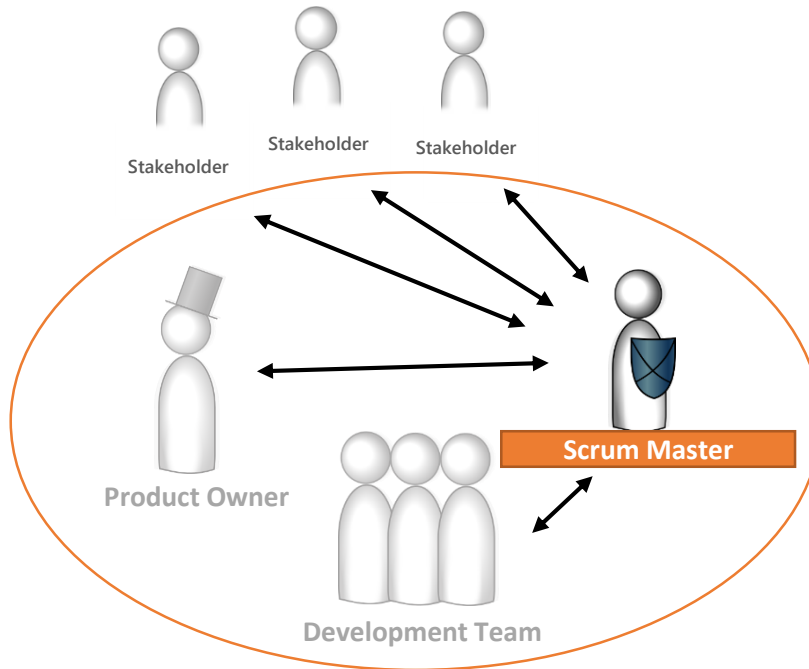 Stakeholder
Stakeholder
Stakeholder
Scrum Master
Product Owner
Development Team